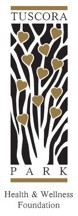 TUSCORA
PARK
Health & Wellness
Foundation